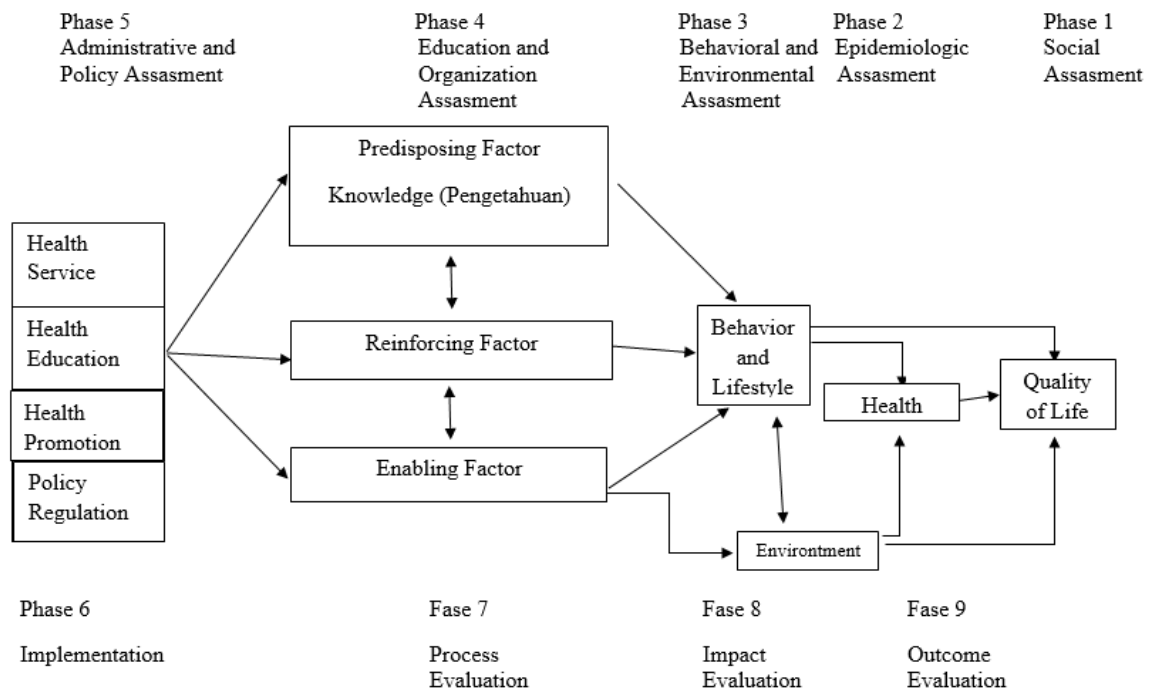 Phase 5
Administrative and
Policy Assasment
Phase 4
Education and
Organization
Assasment
Phase 3
Behavioral and
Environmental
Assasment
Phase 2
Epidemiologic
Assasment
Phase 1
Social
Assasment
Health
Service
Health
Education
Health
Promotion
Policy
Regulation
Predisposing Factor
Knowledge (Pengetahuan)
Reinforcing Factor
Enabling Factor
Behavior
and
Lifestyle
Environtment
Health
Quality
of Life
Phase 6
Implementation
Fase 7
Process
Evaluation
Fase 8
Impact
Evaluation
Fase 9
Outcome
Evaluation